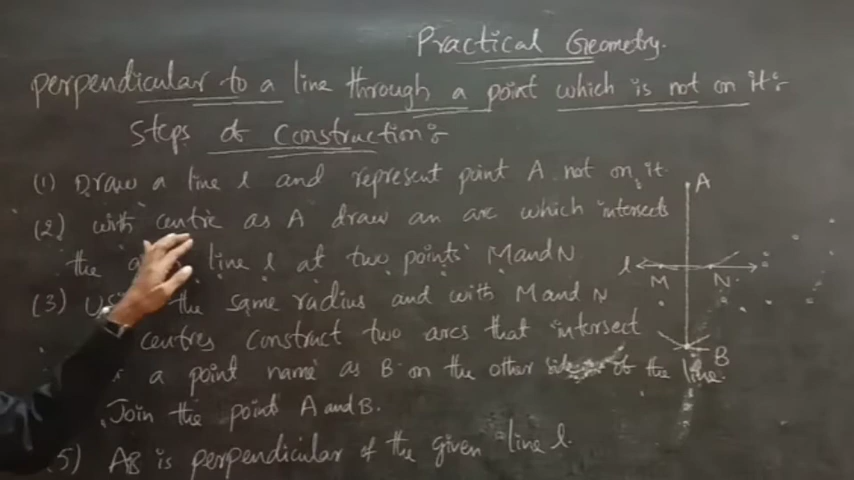 Practical Geometry.
perpendicular to a line through a point which is not on it:
Steps of Construction:
(1) Draw a line l and represent point A not on it.
(2) with centre as A draw an arc which intersects
the line l at two points M and N
(3) the same radius and with M and N
centres construct two arcs that intersect
a point name as B on the other side of the line.
Join the point A and B.
5) AB is perpendicular of the given line l.
A
l
M N
B